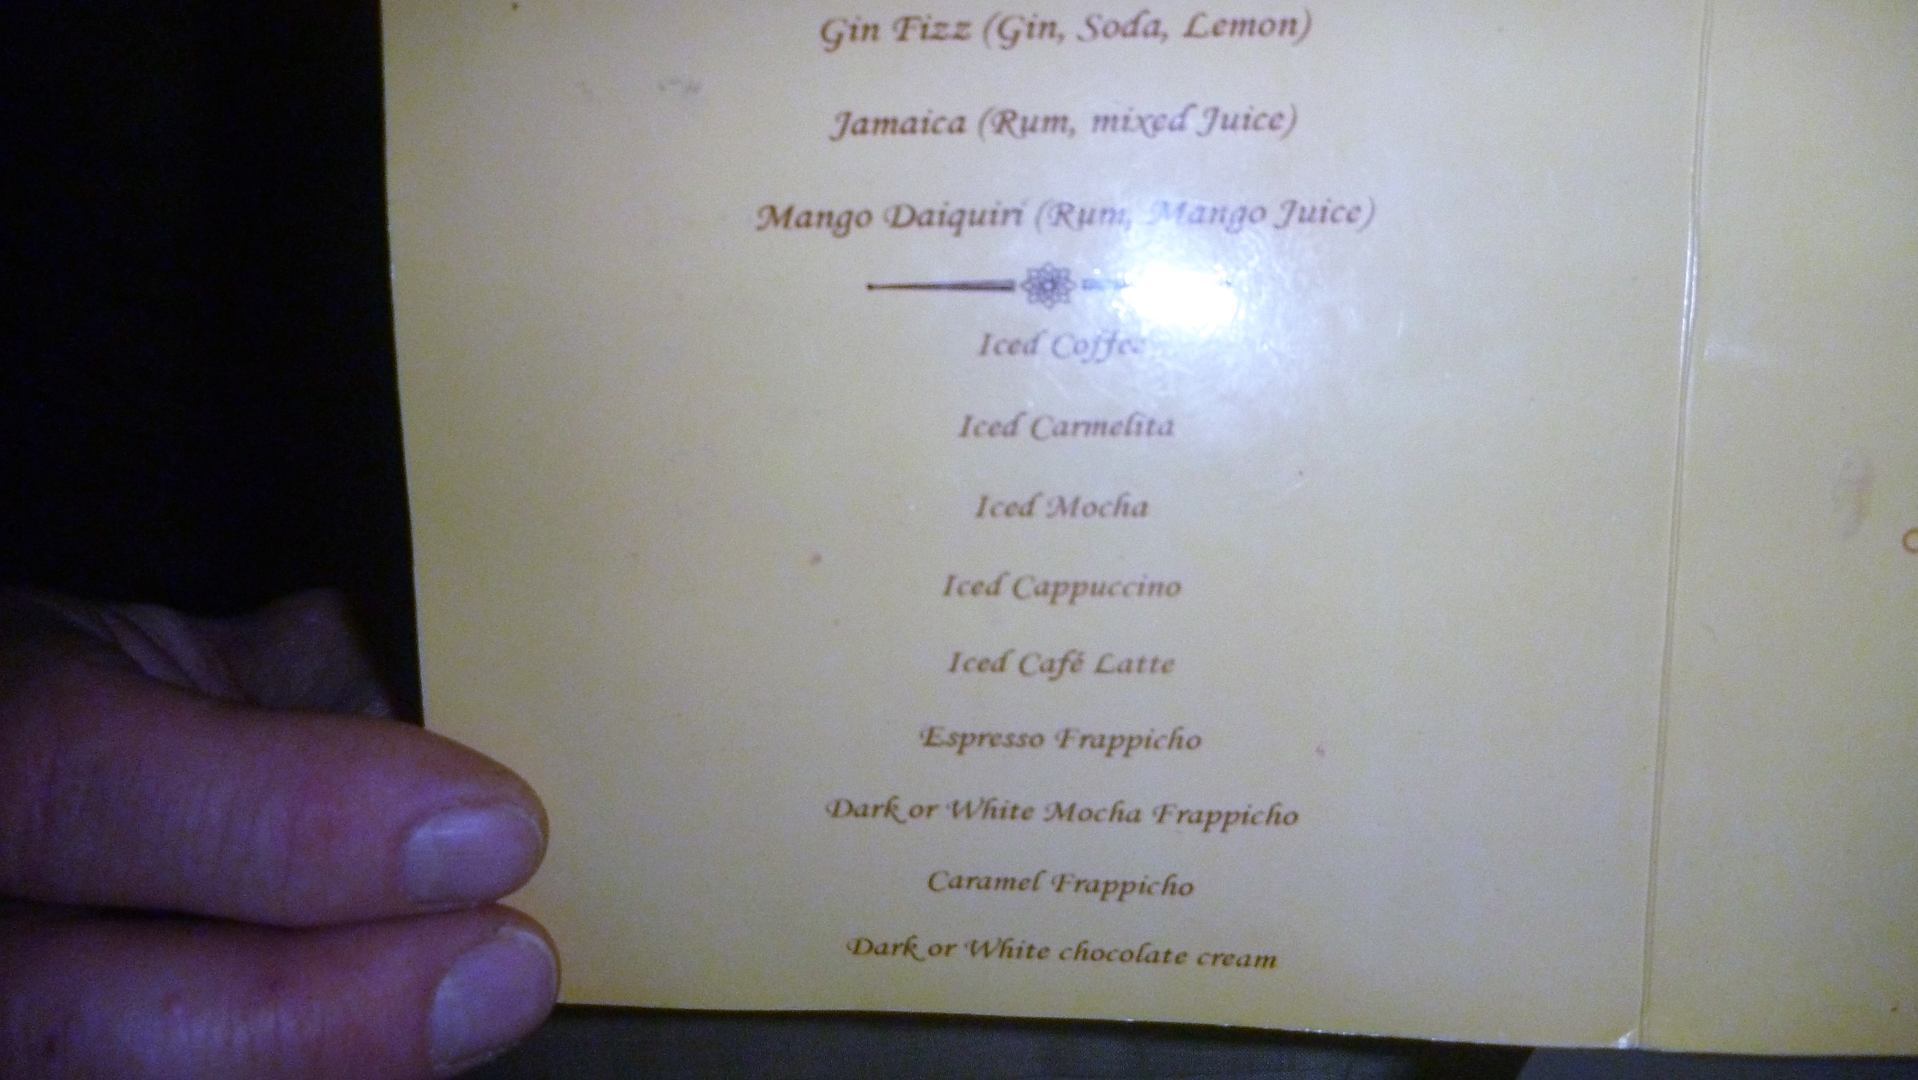 Gin Fizz (Gin, Soda, Lemon)
Jamaica (Rum, mixed Juice)
Mango Daiquiri (Rum, Mango Juice)
Iced Coffee
Iced Carmelita
Iced Mocha
Iced Cappuccino
Iced Café Latte
Espresso Frappicho
Dark or White Mocha Frappicho
Caramel Frappicho
Dark or White chocolate cream